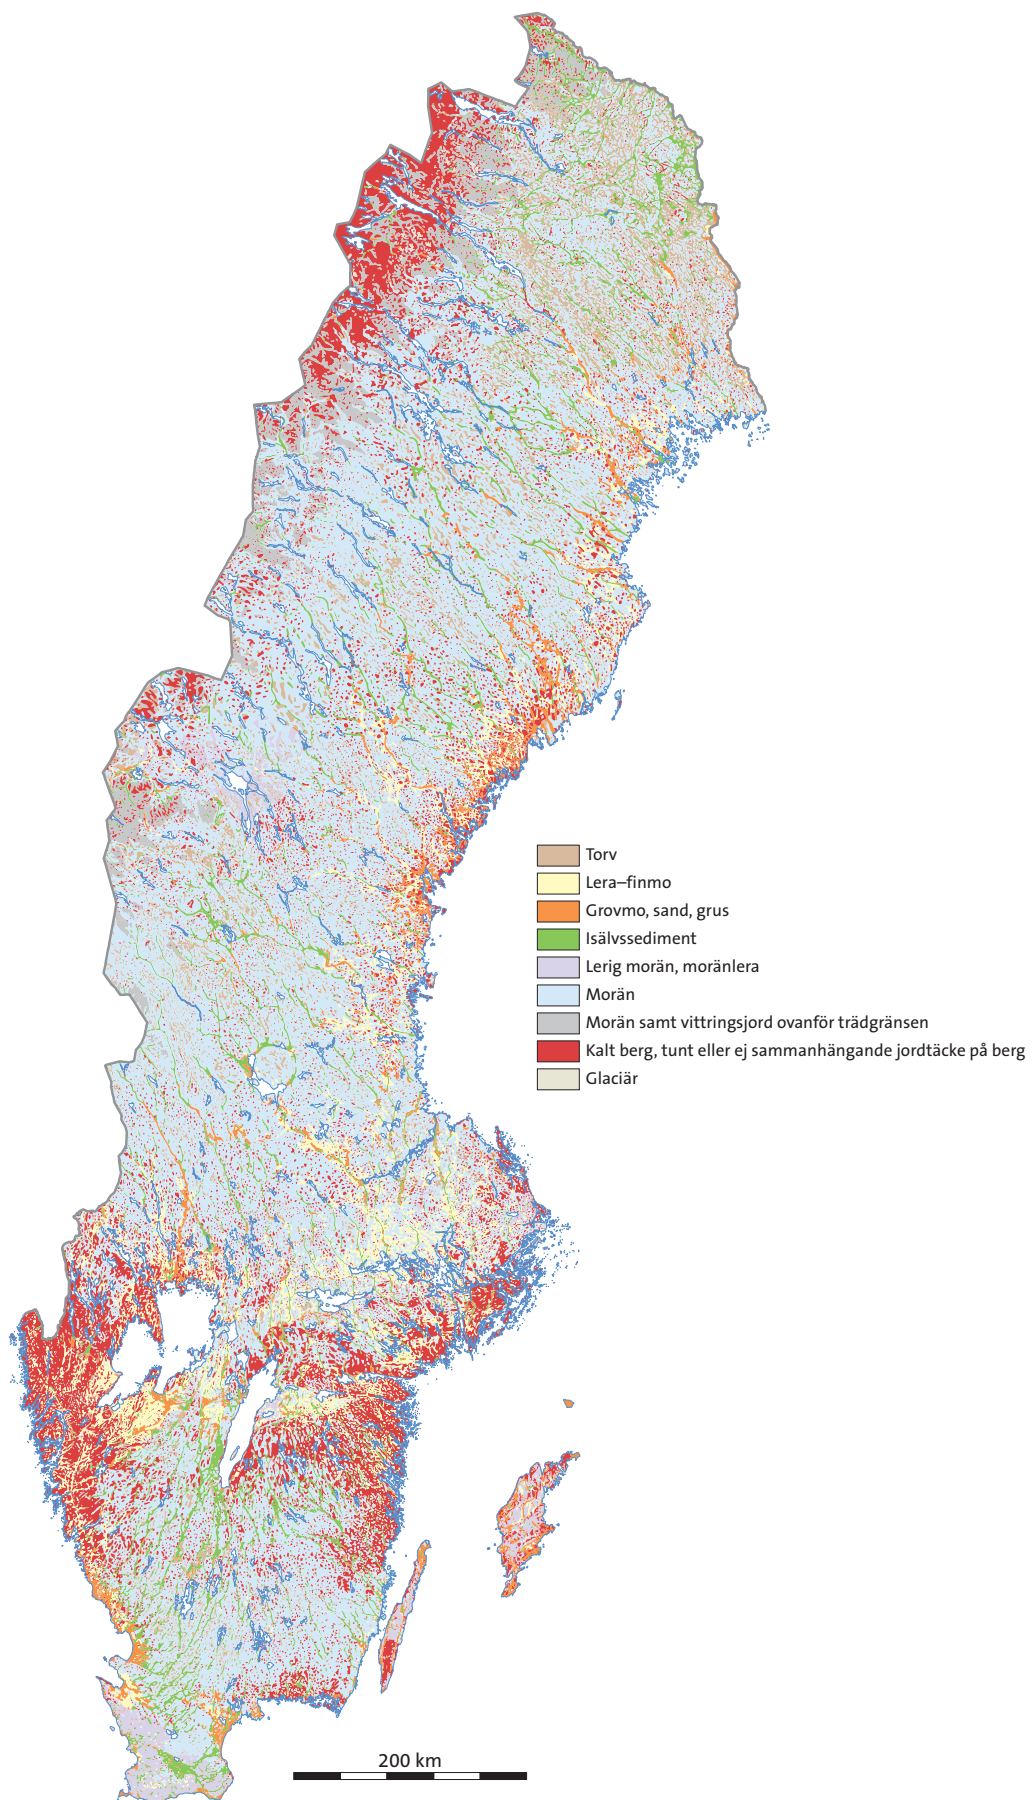 Torv
Lera–finmo
Grovmo, sand, grus
Isälvssediment
Lerig morän, moränlera
Morän
Morän samt vittringsjord ovanför trädgränsen
Kalt berg, tunt eller ej sammanhängande jordtäcke på berg
Glaciär
200 km